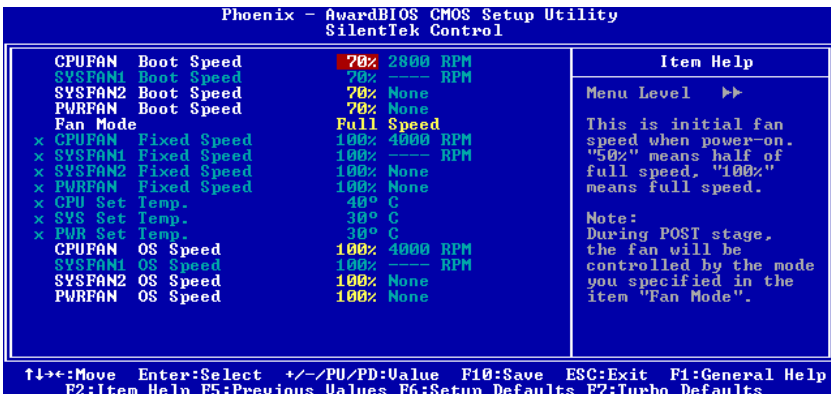 Phoenix - AwardBIOS CMOS Setup Utility
SilentTek Control
CPUFAN Boot Speed 70% 2800 RPM
SYSFAN1 Boot Speed 70% ---- RPM
SYSFAN2 Boot Speed 70% None
PWRFAN Boot Speed 70% None
Fan Mode Full Speed
x CPUFAN Fixed Speed 100% 4000 RPM
x SYSFAN1 Fixed Speed 100% ---- RPM
x SYSFAN2 Fixed Speed 100% None
x PWRFAN Fixed Speed 100% None
x CPU Set Temp. 40° C
x SYS Set Temp. 30° C
x PWR Set Temp. 30° C
CPUFAN OS Speed 100% 4000 RPM
SYSFAN1 OS Speed 100% ---- RPM
SYSFAN2 OS Speed 100% None
PWRFAN OS Speed 100% None
Item Help
Menu Level ▶▶
This is initial fan
speed when power-on.
"50%" means half of
full speed, "100%"
means full speed.
Note:
During POST stage,
the fan will be
controlled by the mode
you specified in the
item "Fan Mode".
↑↓→←:Move Enter:Select +/-/PU/PD:Value F10:Save ESC:Exit F1:General Help
F2:Item Help F5:Previous Values F6:Setup Defaults F7:Turbo Defaults